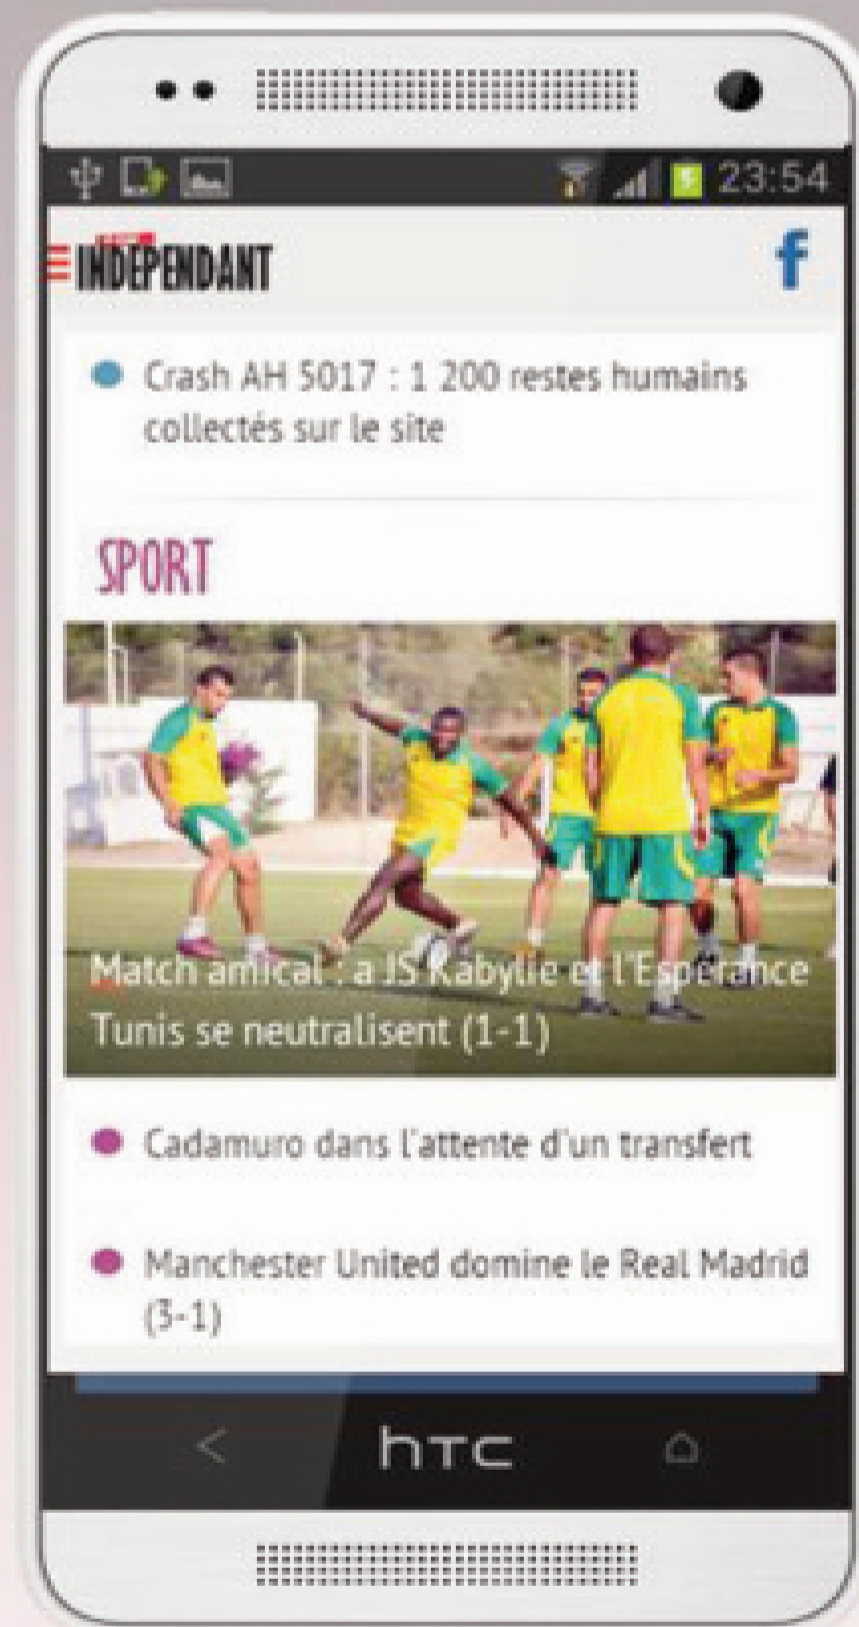 23:54
INDEPENDANT
f
Crash AH 5017 : 1 200 restes humains
collectés sur le site
SPORT
Match amical : a JS Kabylie et l'Espérance
Tunis se neutralisent (1-1)
Cadamuro dans l'attente d'un transfert
Manchester United domine le Real Madrid
(3-1)
hTC